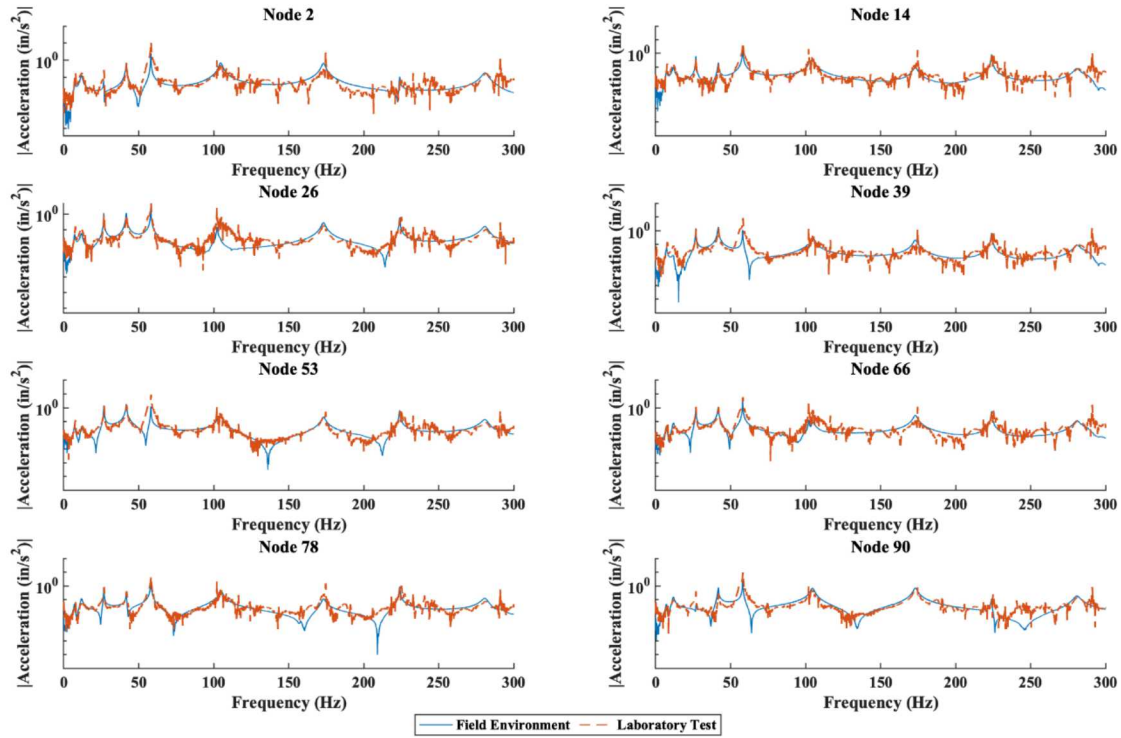 Node 2
|Acceleration (in/s²)|
10⁰
0 50 100 150 200 250 300
Frequency (Hz)
Node 14
|Acceleration (in/s²)|
10⁰
0 50 100 150 200 250 300
Frequency (Hz)
Node 26
|Acceleration (in/s²)|
10⁰
0 50 100 150 200 250 300
Frequency (Hz)
Node 39
|Acceleration (in/s²)|
10⁰
0 50 100 150 200 250 300
Frequency (Hz)
Node 53
|Acceleration (in/s²)|
10⁰
0 50 100 150 200 250 300
Frequency (Hz)
Node 66
|Acceleration (in/s²)|
10⁰
0 50 100 150 200 250 300
Frequency (Hz)
Node 78
|Acceleration (in/s²)|
10⁰
0 50 100 150 200 250 300
Frequency (Hz)
Node 90
|Acceleration (in/s²)|
10⁰
0 50 100 150 200 250 300
Frequency (Hz)
Field Environment Laboratory Test